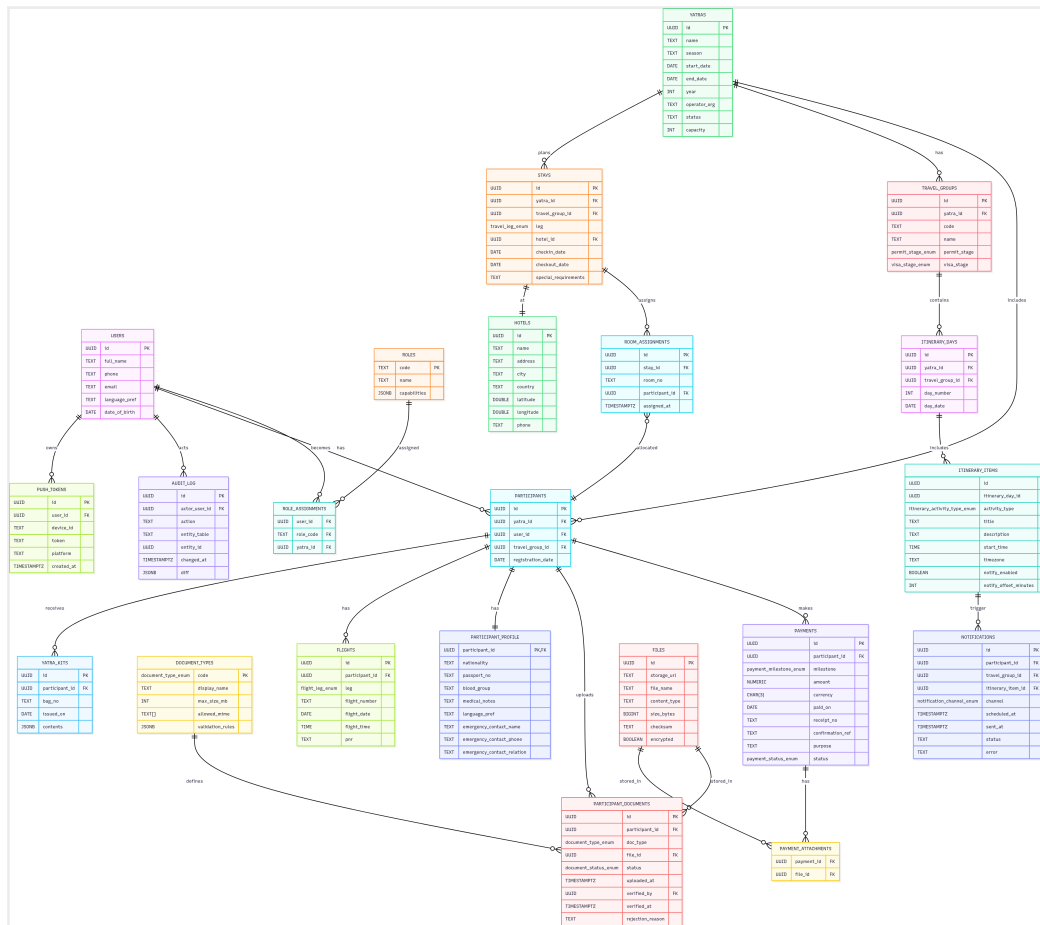 YATRAS
UUID id PK
TEXT name
TEXT season
DATE start_date
DATE end_date
INT year
TEXT operator_org
TEXT status
INT capacity
plans
has
STAYS
UUID id PK
UUID yatra_id FK
UUID travel_group_id FK
travel_leg_enum leg
UUID hotel_id FK
DATE checkin_date
DATE checkout_date
TEXT special_requirements
TRAVEL_GROUPS
UUID id PK
UUID yatra_id FK
TEXT code
TEXT name
permit_stage_enum permit_stage
visa_stage_enum visa_stage
at
assigns
contains
includes
HOTELS
UUID id PK
TEXT name
TEXT address
TEXT city
TEXT country
DOUBLE latitude
DOUBLE longitude
TEXT phone
USERS
UUID id PK
TEXT full_name
TEXT phone
TEXT email
TEXT language_pref
DATE date_of_birth
ROLES
TEXT code PK
TEXT name
JSONB capabilities
ROOM_ASSIGNMENTS
UUID id PK
UUID stay_id FK
TEXT room_no
UUID participant_id FK
TIMESTAMPTZ assigned_at
ITINERARY_DAYS
UUID id PK
UUID yatra_id FK
UUID travel_group_id FK
INT day_number
DATE day_date
owns
acts
becomes
has
assigned
allocated
includes
PUSH_TOKENS
UUID id PK
UUID user_id FK
TEXT device_id
TEXT token
TEXT platform
TIMESTAMPTZ created_at
AUDIT_LOG
UUID id PK
UUID actor_user_id FK
TEXT action
TEXT entity_table
UUID entity_id
TIMESTAMPTZ changed_at
JSONB diff
ROLE_ASSIGNMENTS
UUID user_id FK
TEXT role_code FK
UUID yatra_id FK
PARTICIPANTS
UUID id PK
UUID yatra_id FK
UUID user_id FK
UUID travel_group_id FK
DATE registration_date
ITINERARY_ITEMS
UUID id
UUID itinerary_day_id
itinerary_activity_type_enum activity_type
TEXT title
TEXT description
TIME start_time
TEXT timezone
BOOLEAN notify_enabled
INT notify_offset_minutes
receives
has
has
makes
trigger
YATRA_KITS
UUID id PK
UUID participant_id FK
TEXT bag_no
DATE issued_on
JSONB contents
DOCUMENT_TYPES
document_type_enum code PK
TEXT display_name
INT max_size_mb
TEXT[] allowed_mime
JSONB validation_rules
FLIGHTS
UUID id PK
UUID participant_id FK
flight_leg_enum leg
TEXT flight_number
DATE flight_date
TIME flight_time
TEXT pnr
PARTICIPANT_PROFILE
UUID participant_id PK,FK
TEXT nationality
TEXT passport_no
TEXT blood_group
TEXT medical_notes
TEXT language_pref
TEXT emergency_contact_name
TEXT emergency_contact_phone
TEXT emergency_contact_relation
FILES
UUID id PK
TEXT storage_uri
TEXT file_name
TEXT content_type
BIGINT size_bytes
TEXT checksum
BOOLEAN encrypted
PAYMENTS
UUID id PK
UUID participant_id FK
payment_milestone_enum milestone
NUMERIC amount
CHAR(3) currency
DATE paid_on
TEXT receipt_no
TEXT confirmation_ref
TEXT purpose
payment_status_enum status
NOTIFICATIONS
UUID id
UUID participant_id
UUID travel_group_id
UUID itinerary_item_id
notification_channel_enum channel
TIMESTAMPTZ scheduled_at
TIMESTAMPTZ sent_at
TEXT status
TEXT error
uploads
defines
stored_in
stored_in
has
PARTICIPANT_DOCUMENTS
UUID id PK
UUID participant_id FK
document_type_enum doc_type
UUID file_id FK
document_status_enum status
TIMESTAMPTZ uploaded_at
UUID verified_by FK
TIMESTAMPTZ verified_at
TEXT rejection_reason
PAYMENT_ATTACHMENTS
UUID payment_id FK
UUID file_id FK